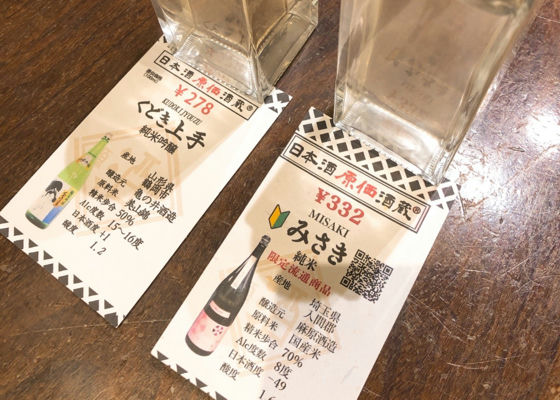 日本酒原価酒蔵®
¥278
KUDOKIJYOUZU
くどき上手
純米吟醸
産地 山形県
鶴岡市
醸造元 亀の井酒造
原料米 美山錦
精米歩合 50%
Alc度数 15~16度
日本酒度 +1
酸度 1.2
日本酒原価酒蔵®
¥332
MISAKI
みさき
純米
限定流通商品
産地 埼玉県
入間郡
醸造元 麻原酒造
原料米 国産米
精米歩合 70%
Alc度数 8度
日本酒度 -49
酸度